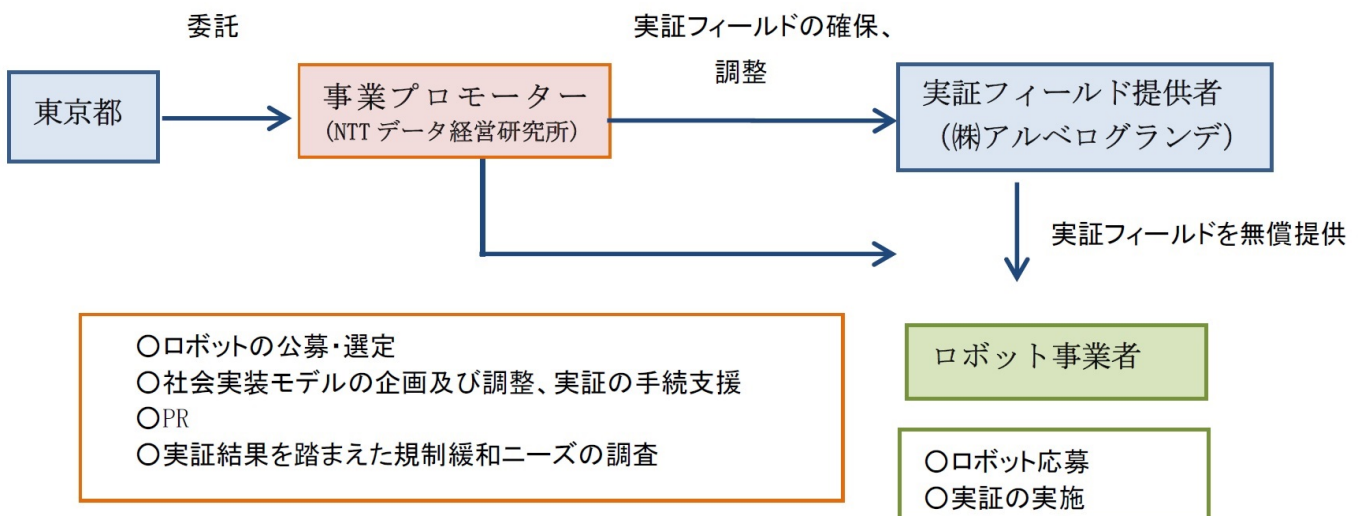 委託
実証フィールドの確保、
調整
東京都
事業プロモーター
(NTTデータ経営研究所)
実証フィールド提供者
(㈱アルベログランデ)
実証フィールドを無償提供
〇ロボットの公募・選定
〇社会実装モデルの企画及び調整、実証の手続支援
〇PR
〇実証結果を踏まえた規制緩和ニーズの調査
ロボット事業者
〇ロボット応募
〇実証の実施